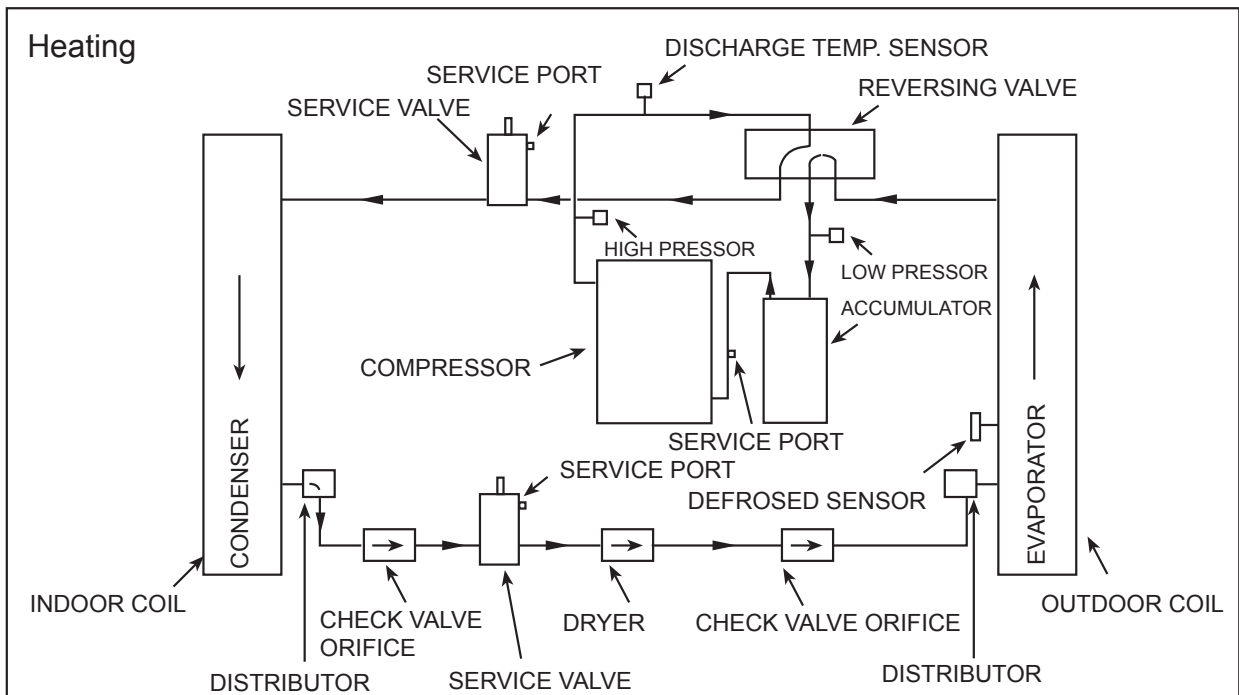 Heating
DISCHARGE TEMP. SENSOR
SERVICE PORT
REVERSING VALVE
SERVICE VALVE
HIGH PRESSOR
LOW PRESSOR
ACCUMULATOR
COMPRESSOR
SERVICE PORT
SERVICE PORT
DEFROSED SENSOR
CONDENSER
EVAPORATOR
INDOOR COIL
CHECK VALVE
ORIFICE
DRYER
CHECK VALVE ORIFICE
OUTDOOR COIL
DISTRIBUTOR
SERVICE VALVE
DISTRIBUTOR